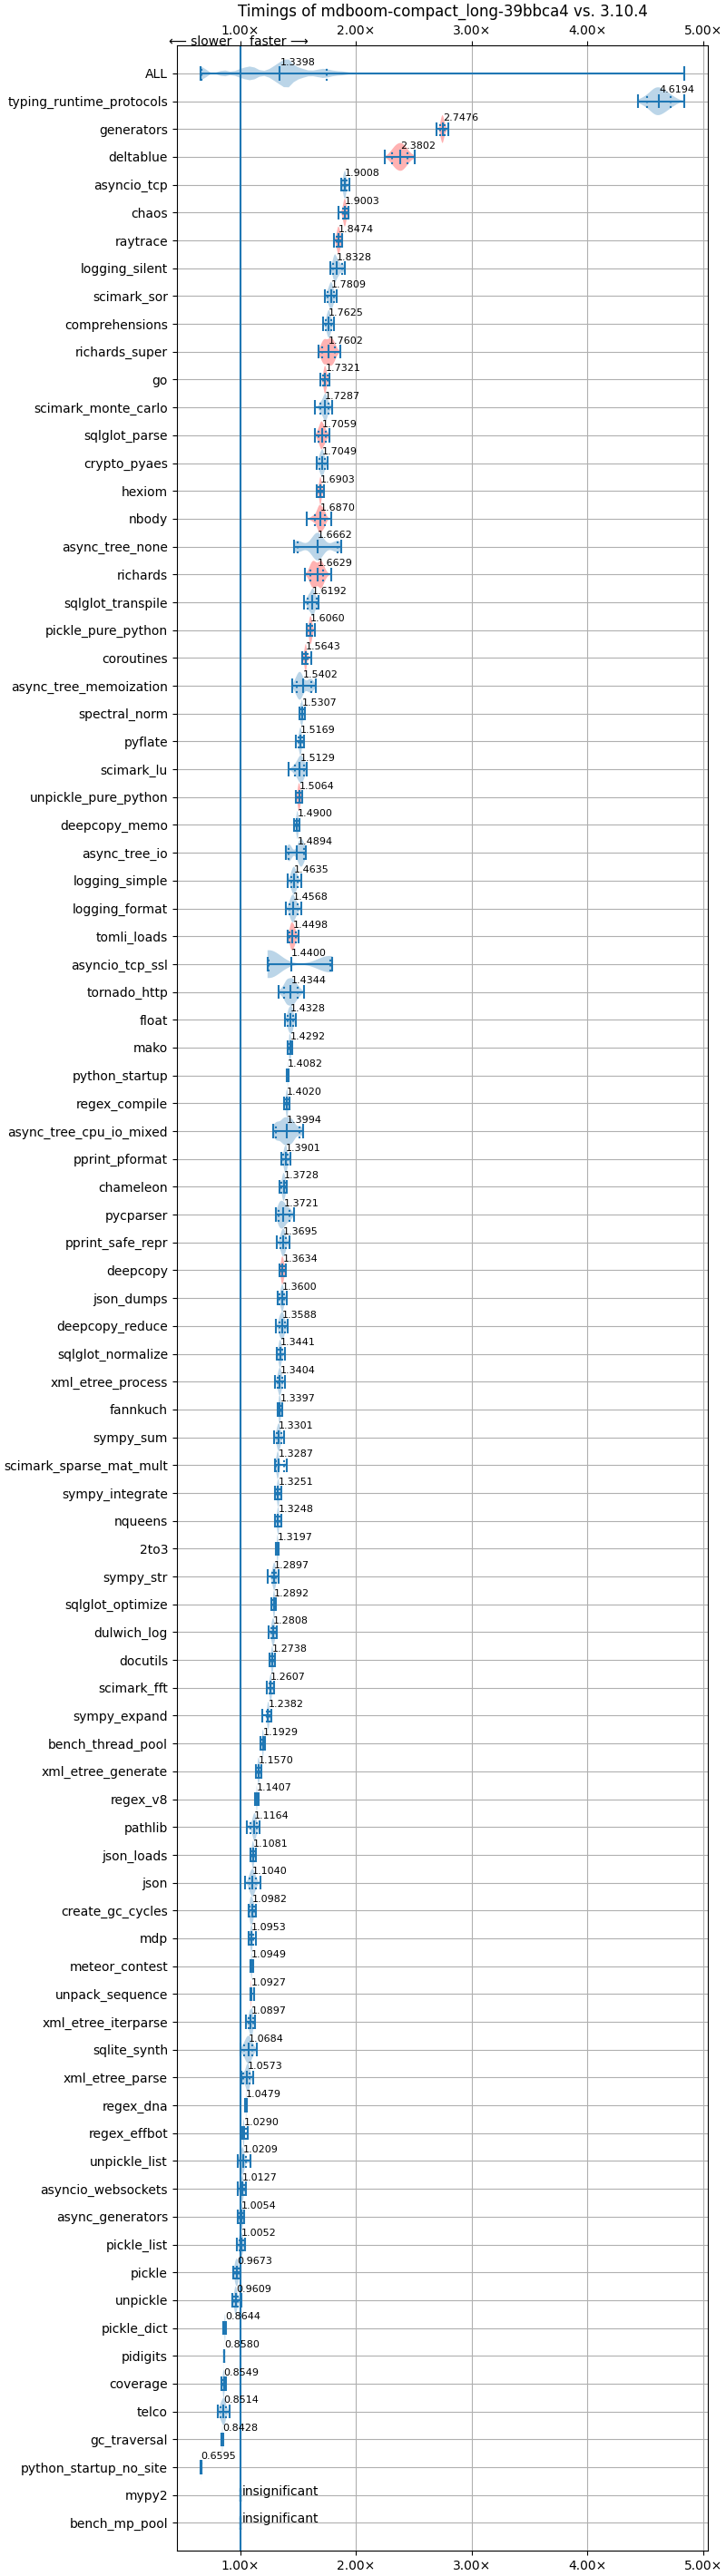 Timings of mdboom-compact_long-39bbca4 vs. 3.10.4
1.00× 2.00× 3.00× 4.00× 5.00×
⟵ slower faster ⟶
ALL 1.3398
typing_runtime_protocols 4.6194
generators 2.7476
deltablue 2.3802
asyncio_tcp 1.9008
chaos 1.9003
raytrace 1.8474
logging_silent 1.8328
scimark_sor 1.7809
comprehensions 1.7625
richards_super 1.7602
go 1.7321
scimark_monte_carlo 1.7287
sqlglot_parse 1.7059
crypto_pyaes 1.7049
hexiom 1.6903
nbody 1.6870
async_tree_none 1.6662
richards 1.6629
sqlglot_transpile 1.6192
pickle_pure_python 1.6060
coroutines 1.5643
async_tree_memoization 1.5402
spectral_norm 1.5307
pyflate 1.5169
scimark_lu 1.5129
unpickle_pure_python 1.5064
deepcopy_memo 1.4900
async_tree_io 1.4894
logging_simple 1.4635
logging_format 1.4568
tomli_loads 1.4498
asyncio_tcp_ssl 1.4400
tornado_http 1.4344
float 1.4328
mako 1.4292
python_startup 1.4082
regex_compile 1.4020
async_tree_cpu_io_mixed 1.3994
pprint_pformat 1.3901
chameleon 1.3728
pycparser 1.3721
pprint_safe_repr 1.3695
deepcopy 1.3634
json_dumps 1.3600
deepcopy_reduce 1.3588
sqlglot_normalize 1.3441
xml_etree_process 1.3404
fannkuch 1.3397
sympy_sum 1.3301
scimark_sparse_mat_mult 1.3287
sympy_integrate 1.3251
nqueens 1.3248
2to3 1.3197
sympy_str 1.2897
sqlglot_optimize 1.2892
dulwich_log 1.2808
docutils 1.2738
scimark_fft 1.2607
sympy_expand 1.2382
bench_thread_pool 1.1929
xml_etree_generate 1.1570
regex_v8 1.1407
pathlib 1.1164
json_loads 1.1081
json 1.1040
create_gc_cycles 1.0982
mdp 1.0953
meteor_contest 1.0949
unpack_sequence 1.0927
xml_etree_iterparse 1.0897
sqlite_synth 1.0684
xml_etree_parse 1.0573
regex_dna 1.0479
regex_effbot 1.0290
unpickle_list 1.0209
asyncio_websockets 1.0127
async_generators 1.0054
pickle_list 1.0052
pickle 0.9673
unpickle 0.9609
pickle_dict 0.8644
pidigits 0.8580
coverage 0.8549
telco 0.8514
gc_traversal 0.8428
python_startup_no_site 0.6595
mypy2 insignificant
bench_mp_pool insignificant
1.00× 2.00× 3.00× 4.00× 5.00×